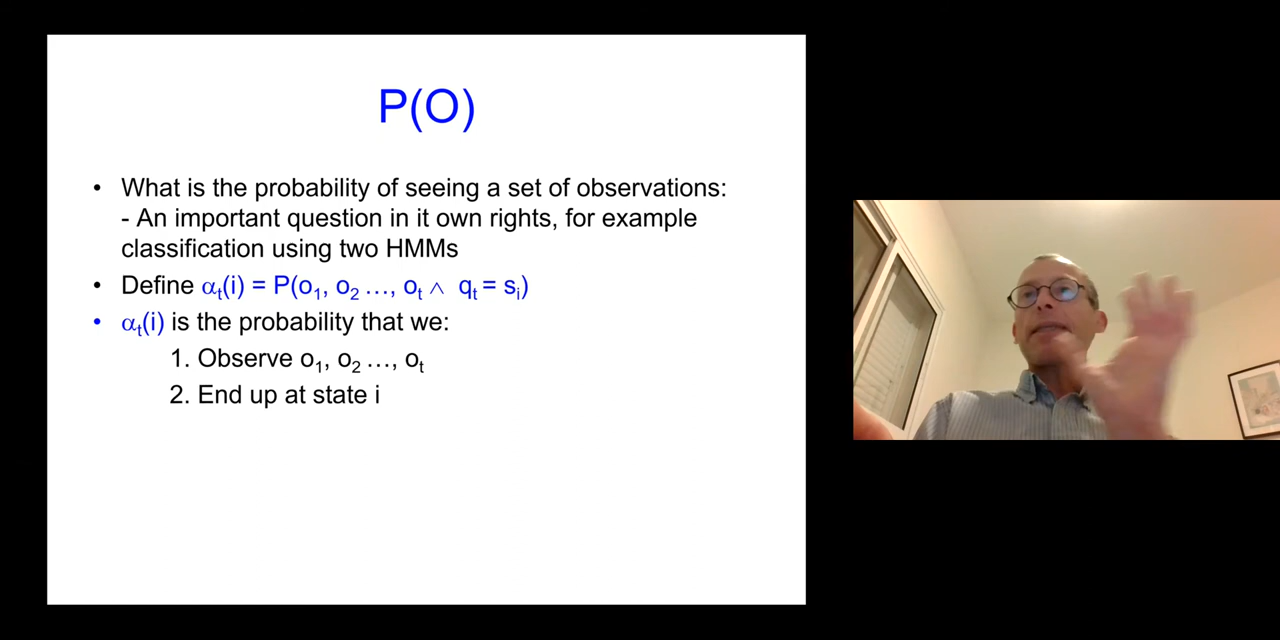 P(O)
• What is the probability of seeing a set of observations:
- An important question in it own rights, for example
classification using two HMMs
• Define αₜ(i) = P(o₁, o₂ ..., oₜ ∧ qₜ = sᵢ)
• αₜ(i) is the probability that we:
1. Observe o₁, o₂ ..., oₜ
2. End up at state i